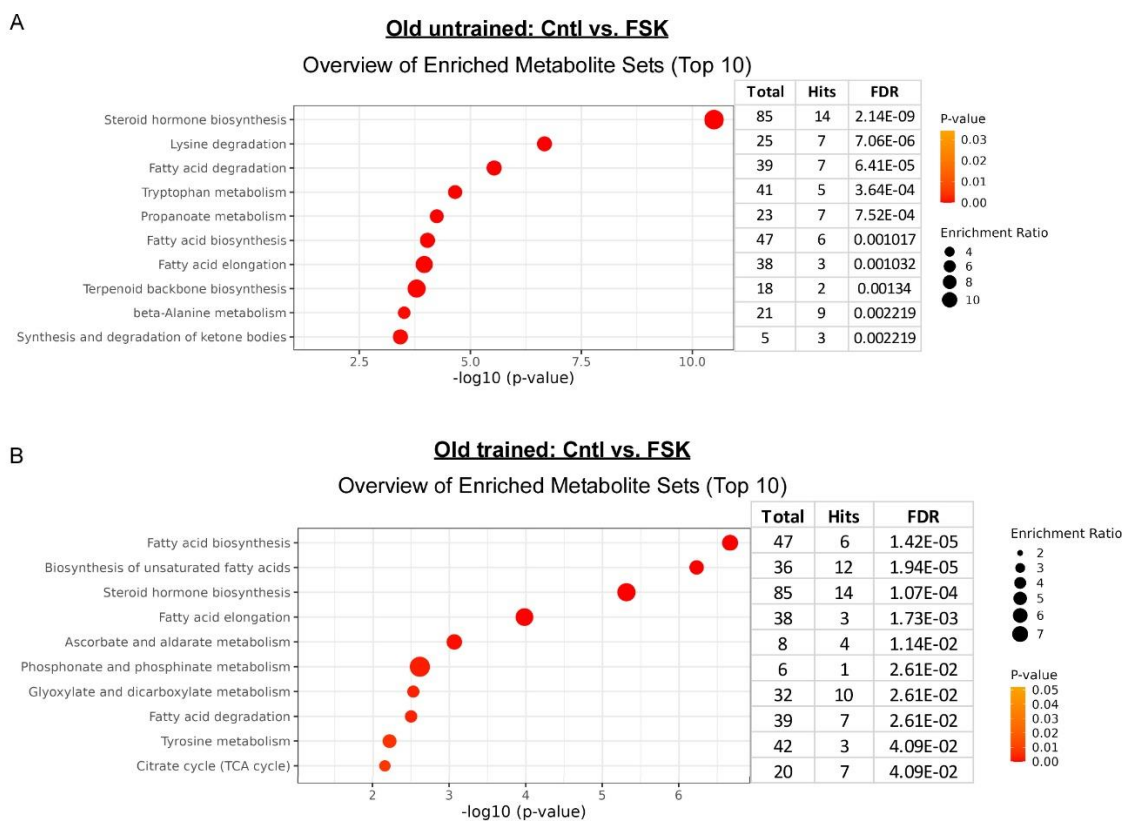 A
Old untrained: Cntl vs. FSK
Overview of Enriched Metabolite Sets (Top 10)
Total Hits FDR
Steroid hormone biosynthesis 85 14 2.14E-09
Lysine degradation 25 7 7.06E-06
Fatty acid degradation 39 7 6.41E-05
Tryptophan metabolism 41 5 3.64E-04
Propanoate metabolism 23 7 7.52E-04
Fatty acid biosynthesis 47 6 0.001017
Fatty acid elongation 38 3 0.001032
Terpenoid backbone biosynthesis 18 2 0.00134
beta-Alanine metabolism 21 9 0.002219
Synthesis and degradation of ketone bodies 5 3 0.002219
2.5 5.0 7.5 10.0
-log10 (p-value)
P-value
0.03
0.02
0.01
0.00
Enrichment Ratio
4
6
8
10
B
Old trained: Cntl vs. FSK
Overview of Enriched Metabolite Sets (Top 10)
Total Hits FDR
Fatty acid biosynthesis 47 6 1.42E-05
Biosynthesis of unsaturated fatty acids 36 12 1.94E-05
Steroid hormone biosynthesis 85 14 1.07E-04
Fatty acid elongation 38 3 1.73E-03
Ascorbate and aldarate metabolism 8 4 1.14E-02
Phosphonate and phosphinate metabolism 6 1 2.61E-02
Glyoxylate and dicarboxylate metabolism 32 10 2.61E-02
Fatty acid degradation 39 7 2.61E-02
Tyrosine metabolism 42 3 4.09E-02
Citrate cycle (TCA cycle) 20 7 4.09E-02
2 3 4 5 6
-log10 (p-value)
Enrichment Ratio
2
3
4
5
6
7
P-value
0.05
0.04
0.03
0.02
0.01
0.00